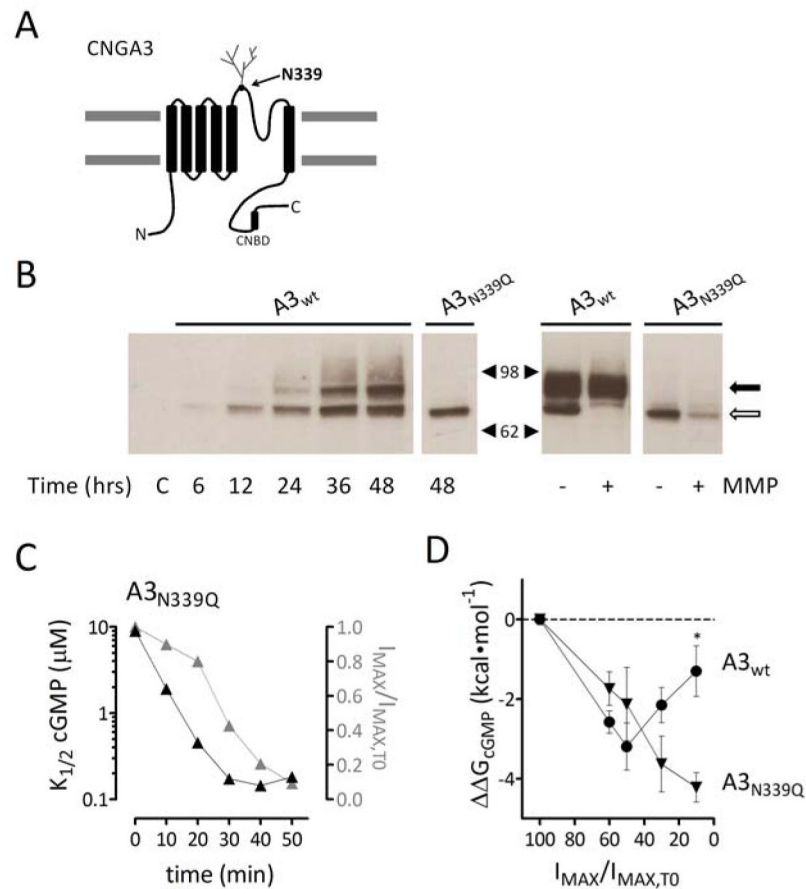 A
CNGA3
N339
N
C
CNBD
B
A3wt
A3N339Q
A3wt
A3N339Q
98
62
Time (hrs) C 6 12 24 36 48 48 - + - + MMP
C
A3N339Q
K1/2 cGMP (μM)
10
1
0.1
1.0
0.8
0.6
0.4
0.2
0.0
IMAX/IMAX,T0
0 10 20 30 40 50
time (min)
D
ΔΔGcGMP (kcal•mol-1)
0
-2
-4
*
A3wt
A3N339Q
100 80 60 40 20 0
IMAX/IMAX,T0